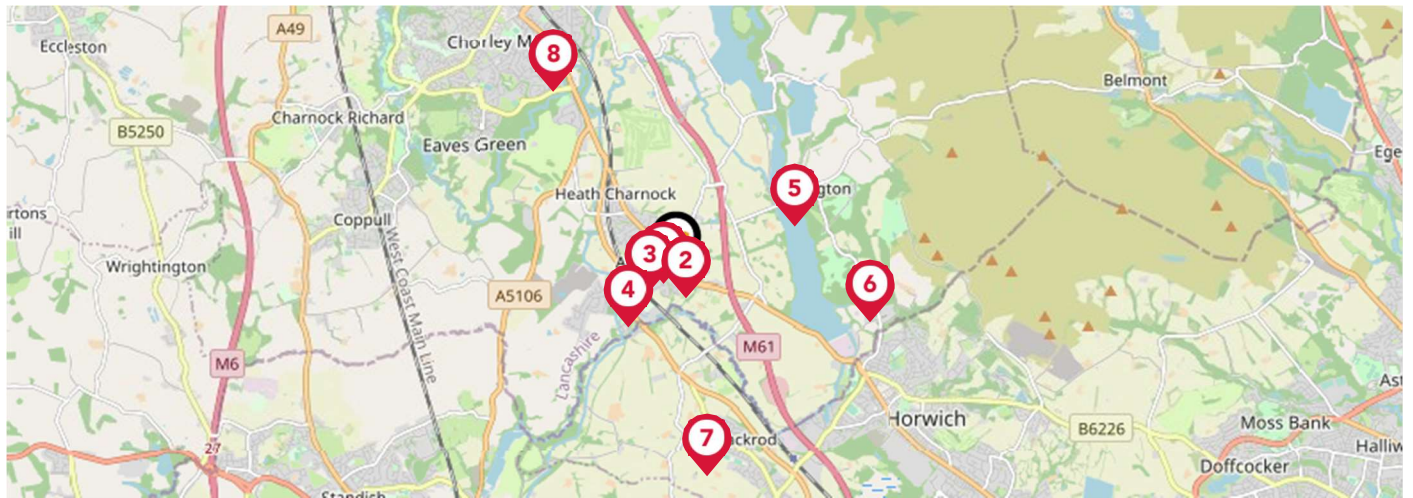 A49
Eccleston
Chorley M
8
Belmont
B5250
Charnock Richard
Eaves Green
Ege
5
gton
Heath Charnock
rtons
ill
Coppull
3
2
Wrightington
West Coast Main Line
A5106
4
6
M6
Lancashire
M61
Horwich
Ast
7
ckrod
B6226
Moss Bank
27
Halliw
Doffcocker
Standish